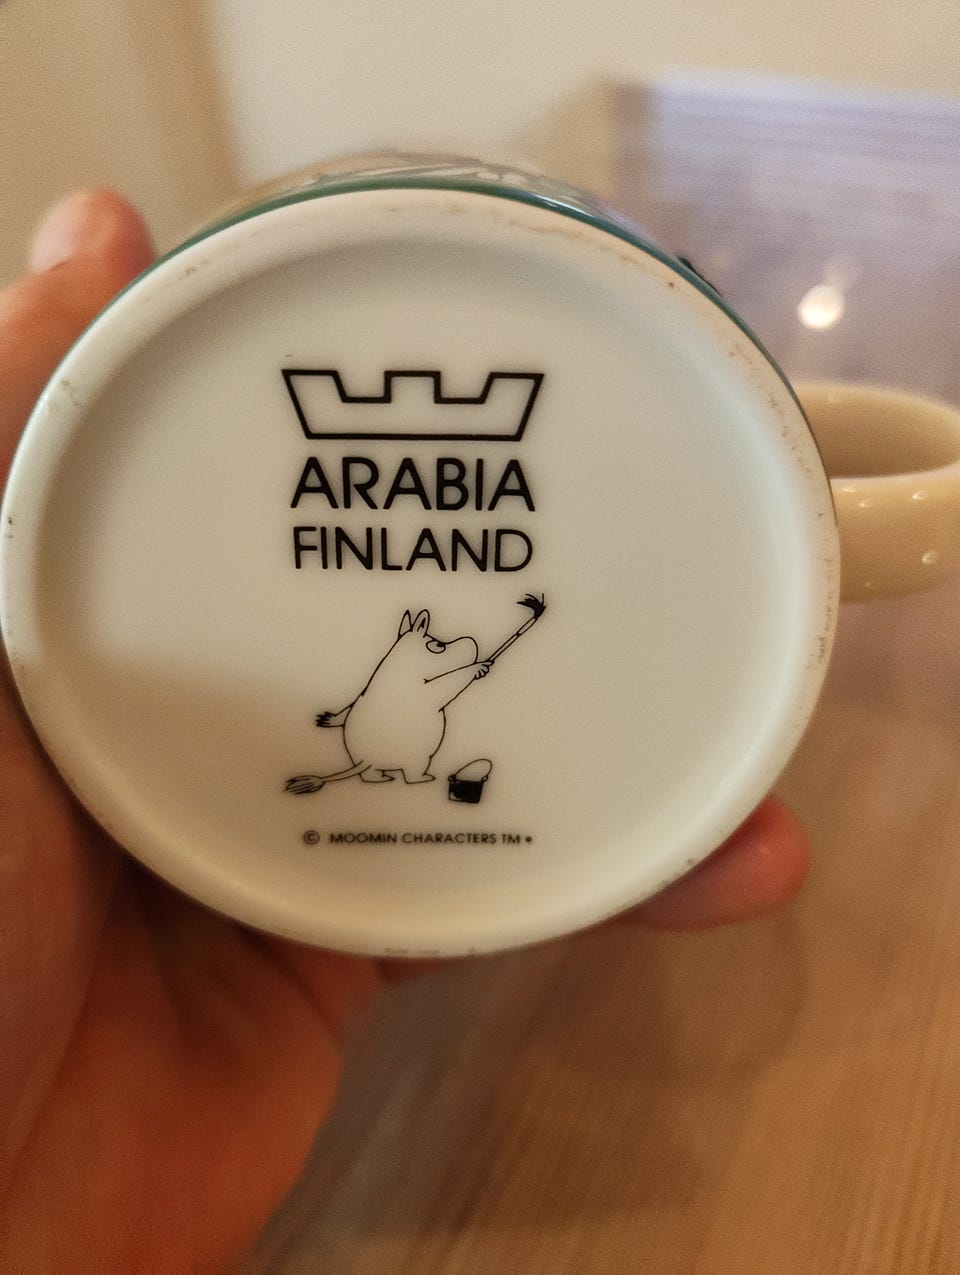 ARABIA
FINLAND
© MOOMIN CHARACTERS TM •